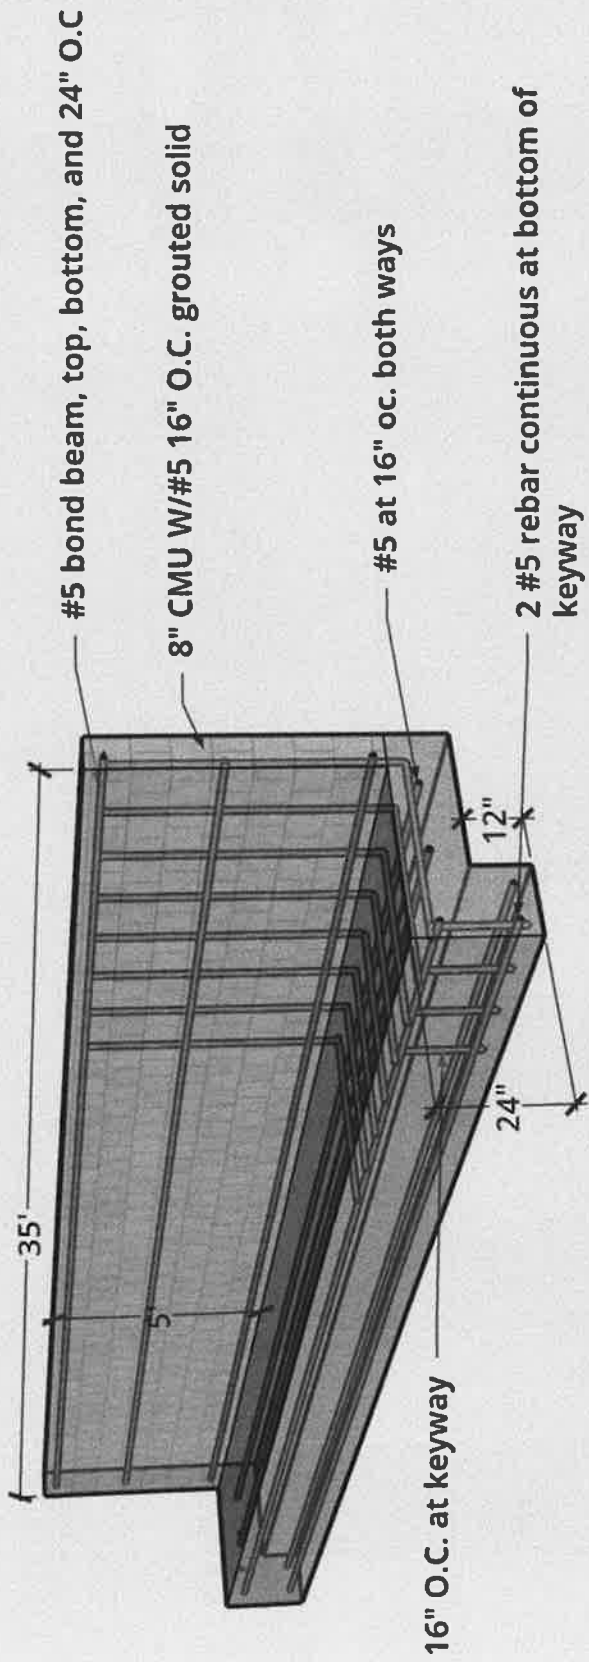 35'
#5 bond beam, top, bottom, and 24" O.C
8" CMU W/#5 16" O.C. grouted solid
5'
#5 at 16" oc. both ways
12"
24"
16" O.C. at keyway
2 #5 rebar continuous at bottom of
keyway